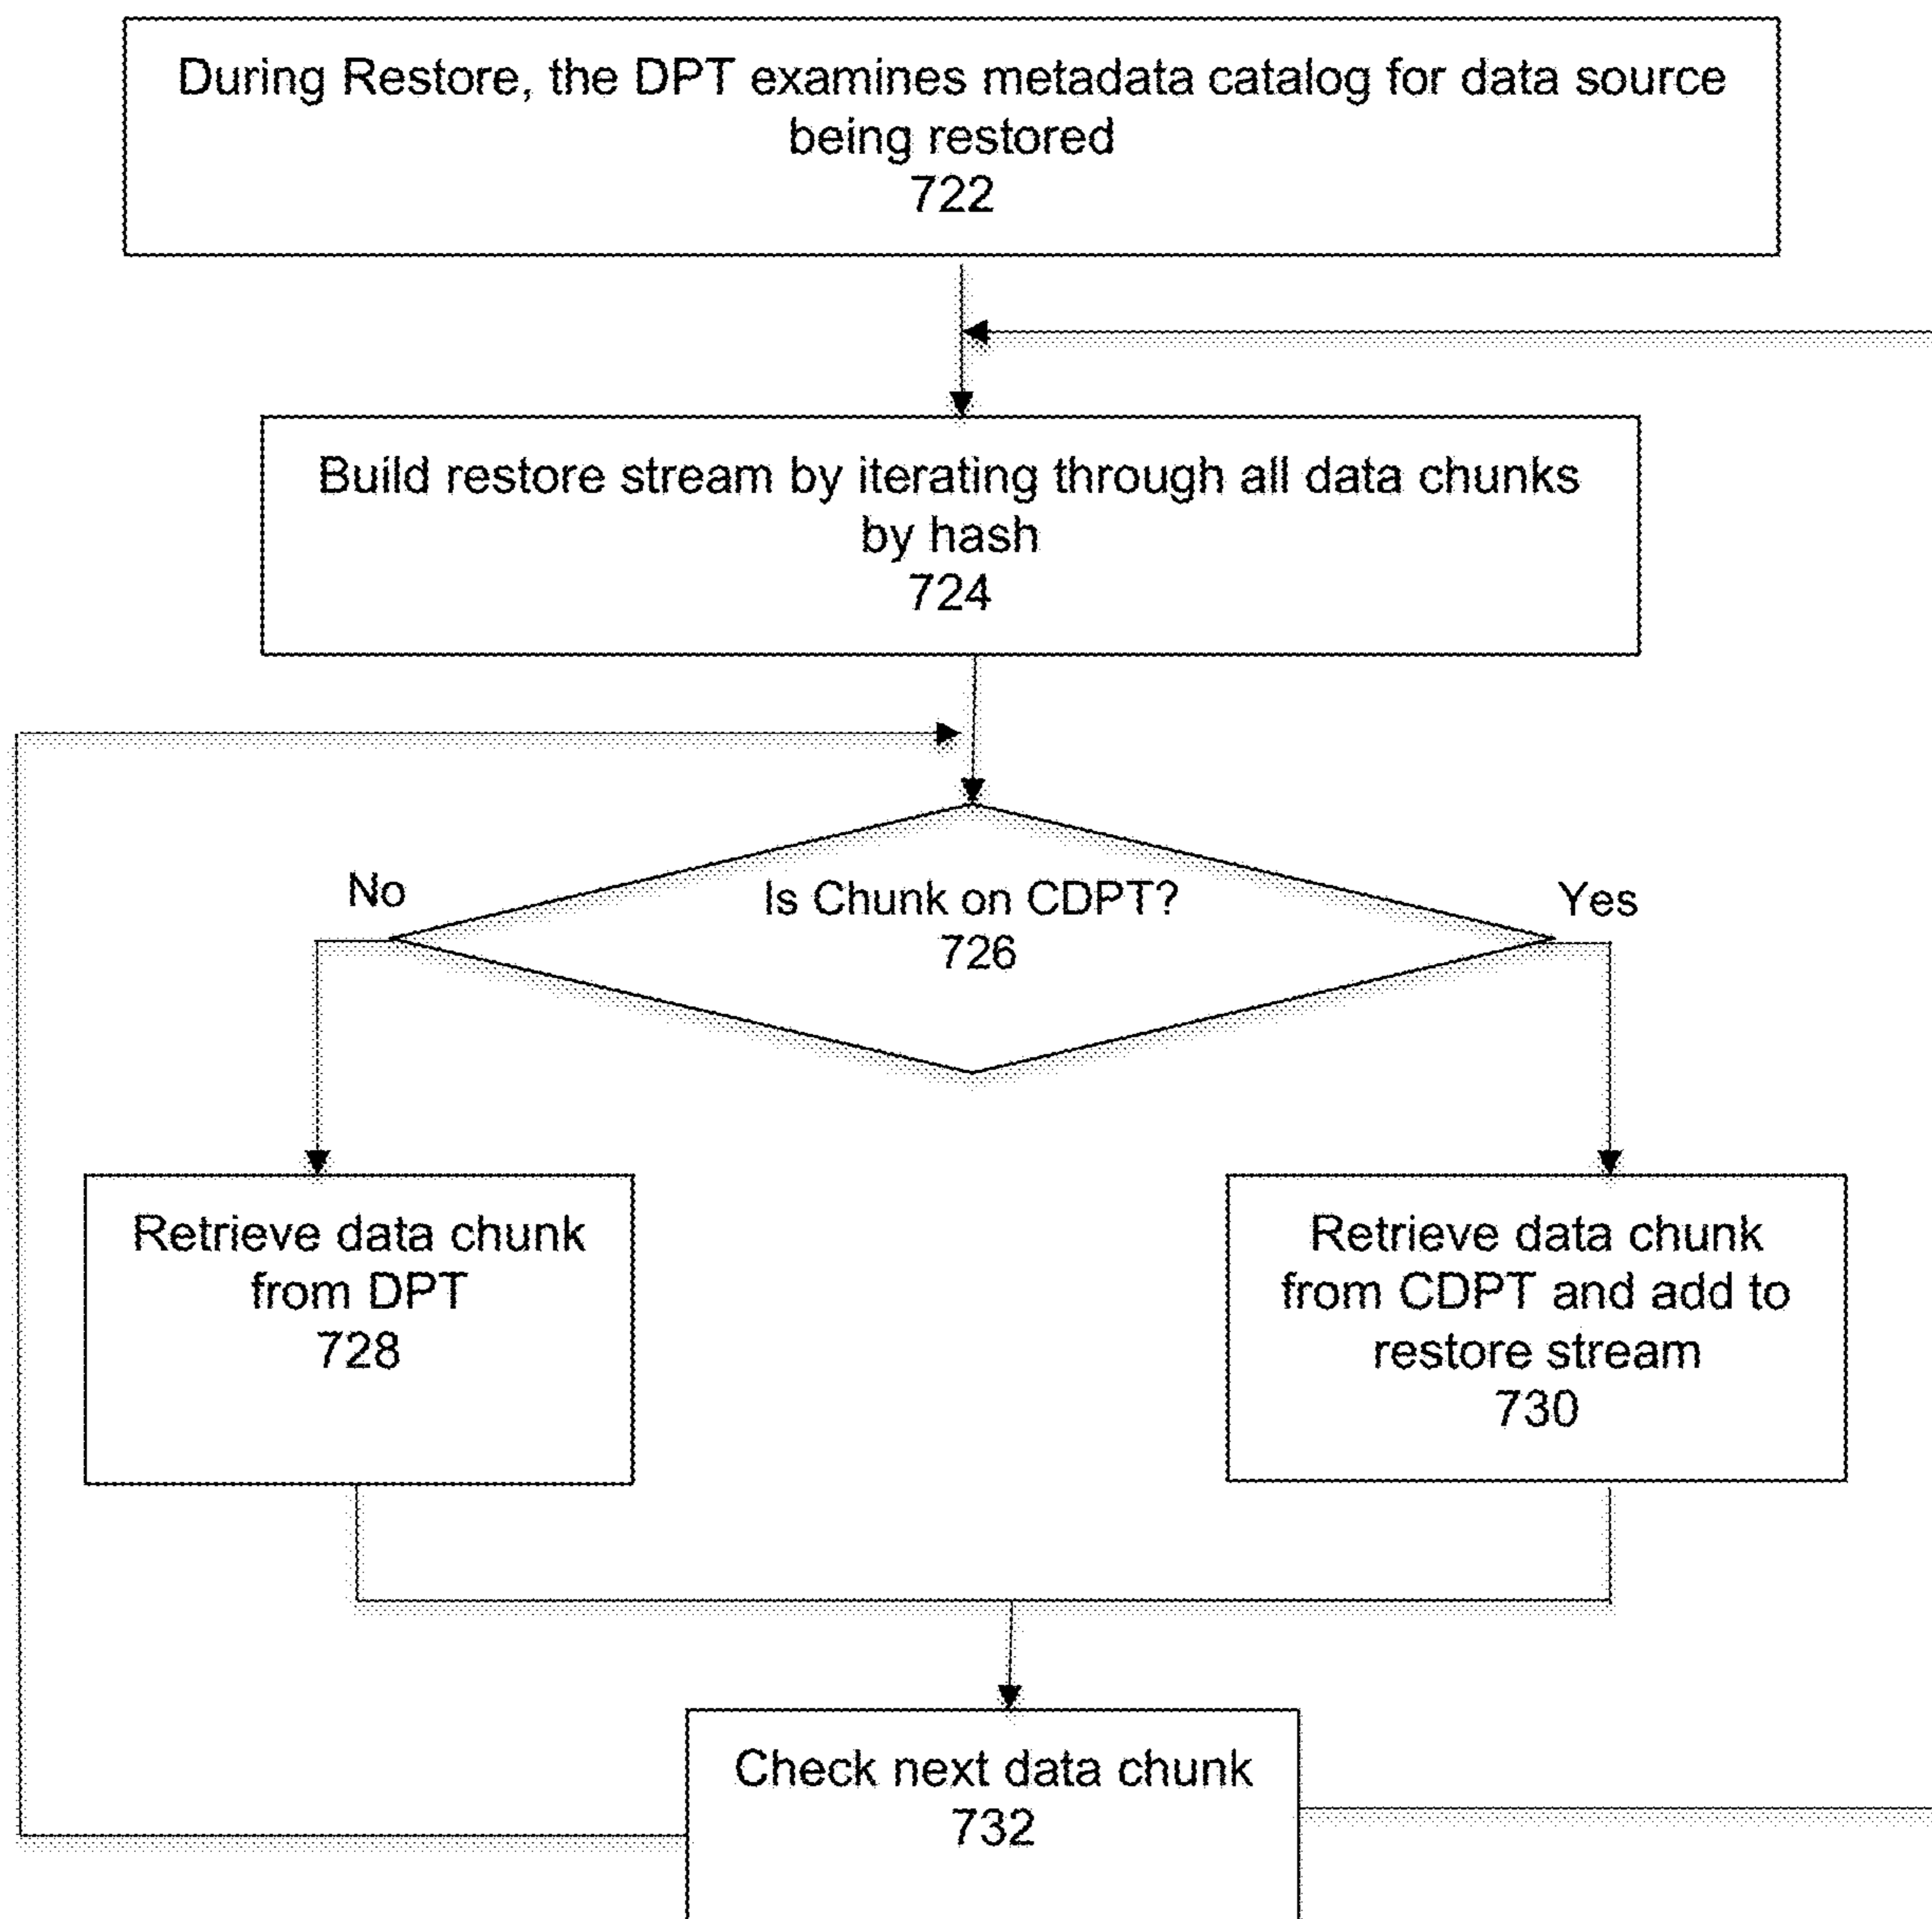 During Restore, the DPT examines metadata catalog for data source
being restored
722
Build restore stream by iterating through all data chunks
by hash
724
No
Is Chunk on CDPT?
726
Yes
Retrieve data chunk
from DPT
728
Retrieve data chunk
from CDPT and add to
restore stream
730
Check next data chunk
732